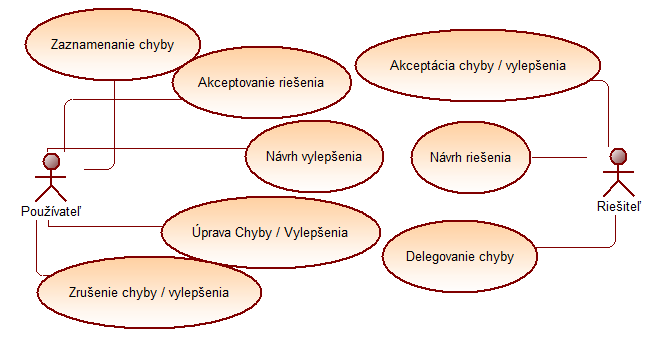 Zaznamenanie chyby
Akceptovanie riešenia
Akceptácia chyby / vylepšenia
Návrh vylepšenia
Návrh riešenia
Používateľ
Riešiteľ
Úprava Chyby / Vylepšenia
Delegovanie chyby
Zrušenie chyby / vylepšenia